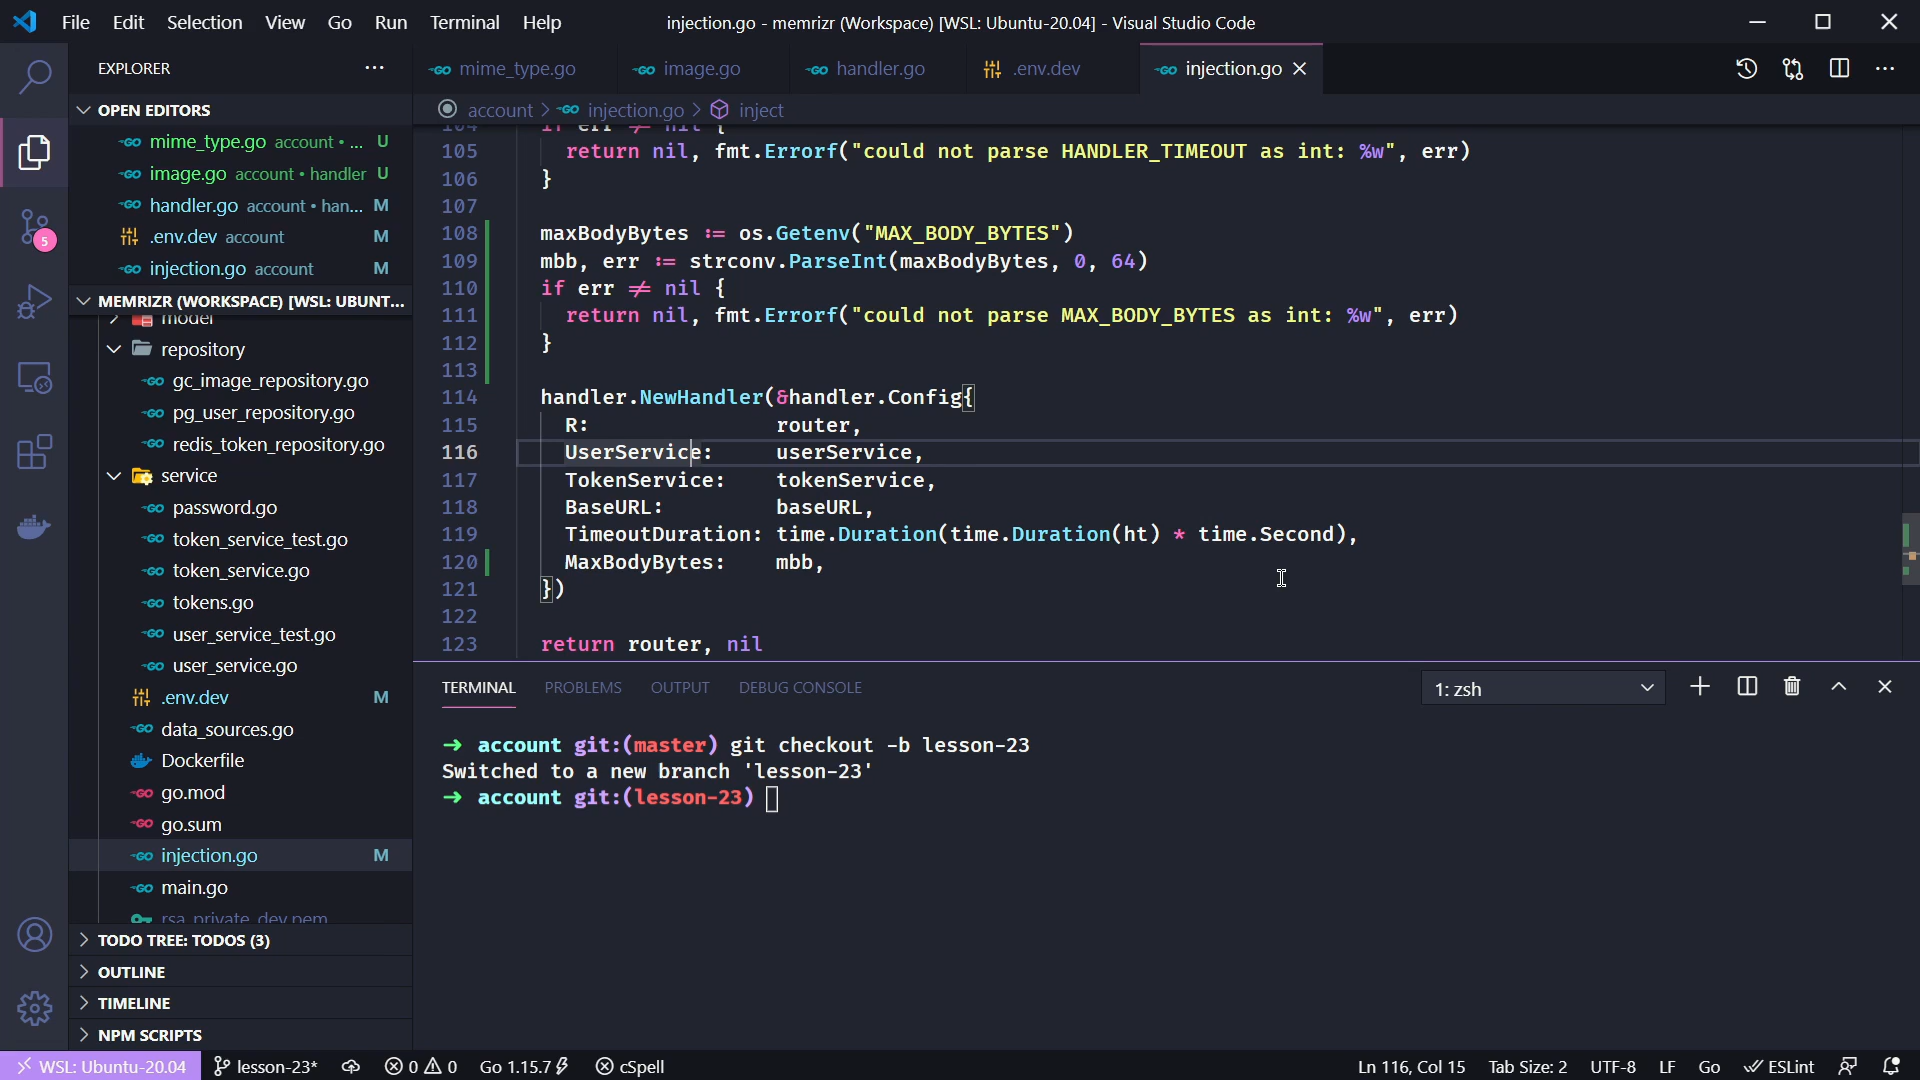 File Edit Selection View Go Run Terminal Help
injection.go - memrizr (Workspace) [WSL: Ubuntu-20.04] - Visual Studio Code
EXPLORER
mime_type.go
image.go
handler.go
.env.dev
injection.go
account > injection.go > inject
OPEN EDITORS
mime_type.go account • ... U
image.go account • handler U
handler.go account • han... M
.env.dev account M
injection.go account M
MEMRIZR (WORKSPACE) [WSL: UBUNT...
model
repository
gc_image_repository.go
pg_user_repository.go
redis_token_repository.go
service
password.go
token_service_test.go
token_service.go
tokens.go
user_service_test.go
user_service.go
.env.dev M
data_sources.go
Dockerfile
go.mod
go.sum
injection.go M
main.go
rsa_private_dev.pem
TODO TREE: TODOS (3)
OUTLINE
TIMELINE
NPM SCRIPTS
5
104 if err ≠ nil {
105 return nil, fmt.Errorf("could not parse HANDLER_TIMEOUT as int: %w", err)
106 }
107
108 maxBodyBytes := os.Getenv("MAX_BODY_BYTES")
109 mbb, err := strconv.ParseInt(maxBodyBytes, 0, 64)
110 if err ≠ nil {
111 return nil, fmt.Errorf("could not parse MAX_BODY_BYTES as int: %w", err)
112 }
113
114 handler.NewHandler(&handler.Config{
115 R: router,
116 UserService: userService,
117 TokenService: tokenService,
118 BaseURL: baseURL,
119 TimeoutDuration: time.Duration(time.Duration(ht) * time.Second),
120 MaxBodyBytes: mbb,
121 })
122
123 return router, nil
TERMINAL PROBLEMS OUTPUT DEBUG CONSOLE
1: zsh
→ account git:(master) git checkout -b lesson-23
Switched to a new branch 'lesson-23'
→ account git:(lesson-23)
WSL: Ubuntu-20.04 lesson-23* 0 0 Go 1.15.7 cSpell
Ln 116, Col 15 Tab Size: 2 UTF-8 LF Go ESLint